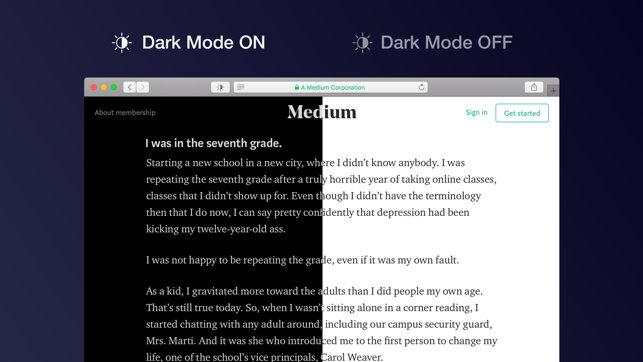 Dark Mode ON
Dark Mode OFF
A Medium Corporation
About membership
Medium
Sign in
Get started
I was in the seventh grade.
Starting a new school in a new city, where I didn't know anybody. I was
repeating the seventh grade after a truly horrible year of taking online classes,
classes that I didn't show up for. Even though I didn't have the terminology
then that I do now, I can say pretty confidently that depression had been
kicking my twelve-year-old ass.
I was not happy to be repeating the grade, even if it was my own fault.
As a kid, I gravitated more toward the adults than I did people my own age.
That's still true today. So, when I wasn't sitting alone in a corner reading, I
started chatting with any adult around, including our campus security guard,
Mrs. Marti. And it was she who introduced me to the first person to change my
life, one of the school's vice principals, Carol Weaver.